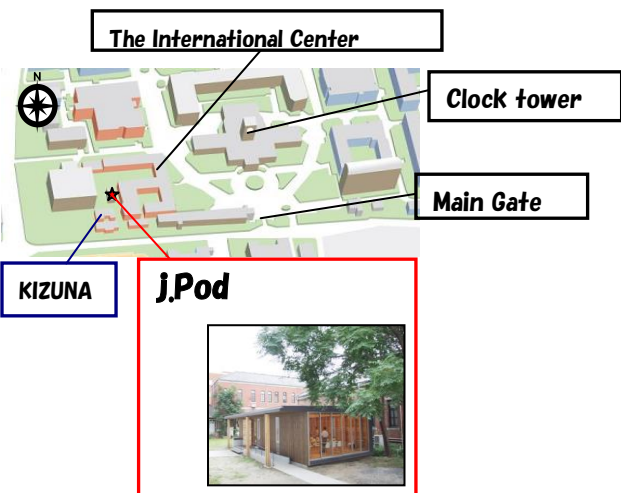 The International Center
N
Clock tower
Main Gate
KIZUNA
j.Pod